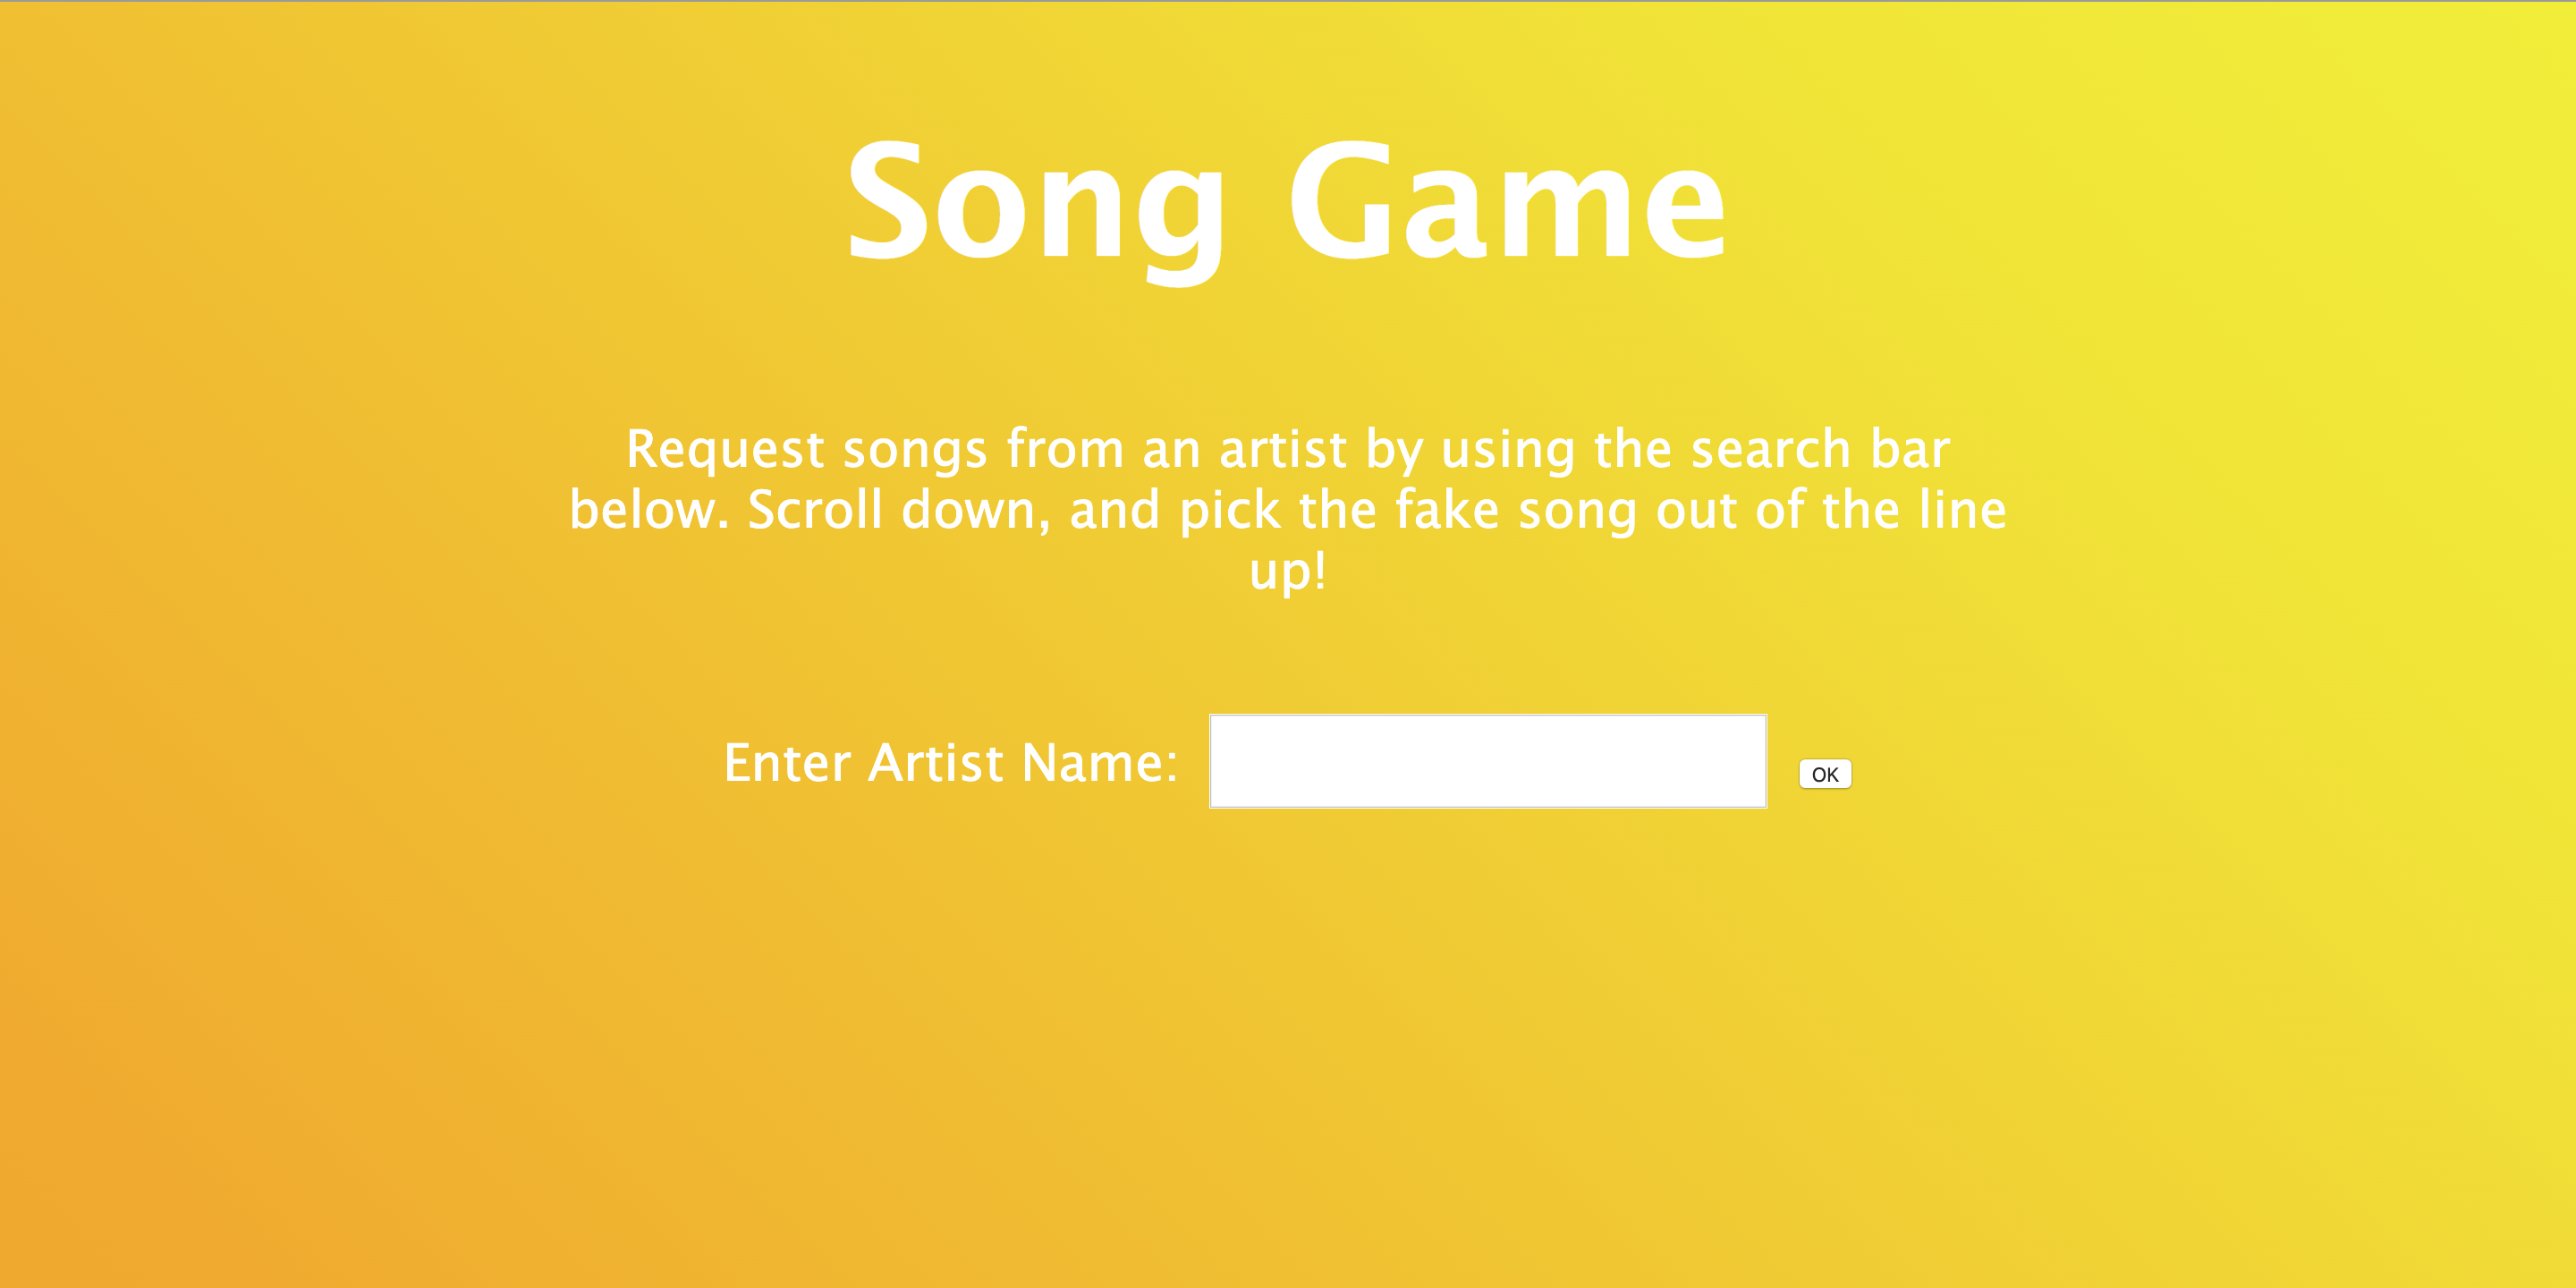 Song Game
Request songs from an artist by using the search bar
below. Scroll down, and pick the fake song out of the line
up!
Enter Artist Name:
OK